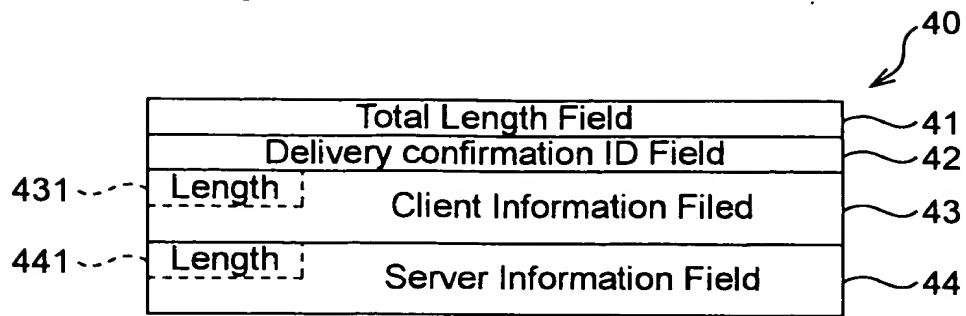 40
Total Length Field 41
Delivery confirmation ID Field 42
431 Length Client Information Filed 43
441 Length Server Information Field 44